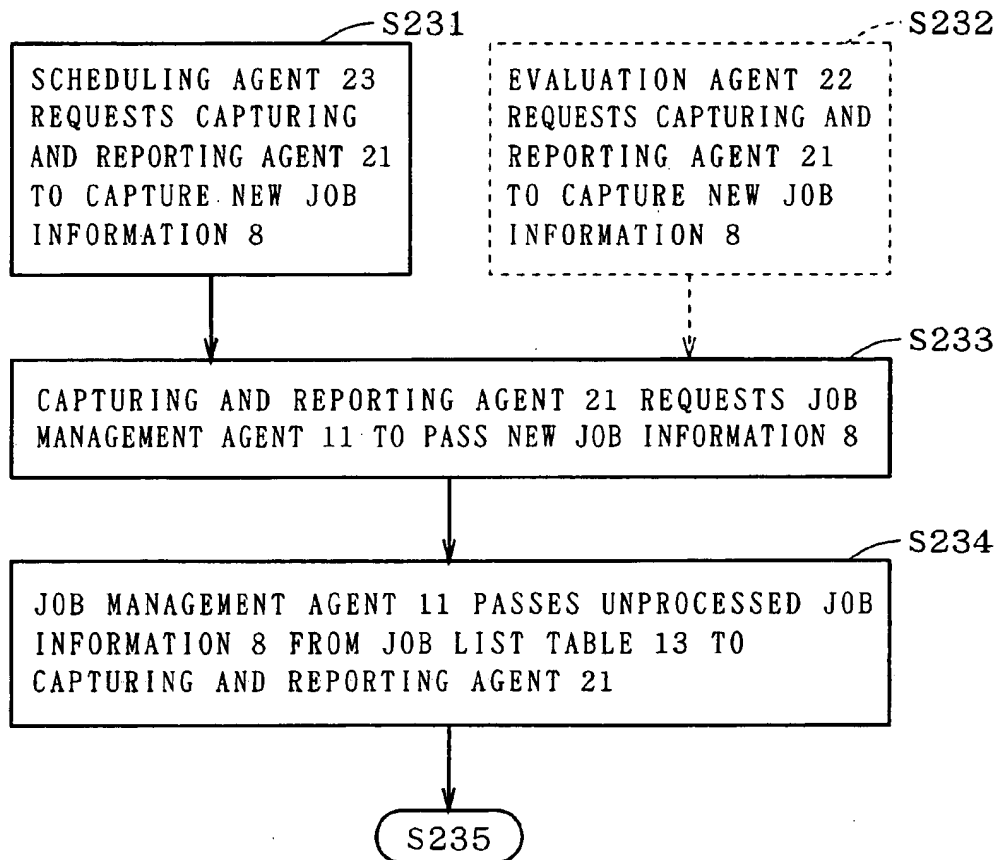 S231
SCHEDULING AGENT 23
REQUESTS CAPTURING
AND REPORTING AGENT 21
TO CAPTURE NEW JOB
INFORMATION 8
S232
EVALUATION AGENT 22
REQUESTS CAPTURING AND
REPORTING AGENT 21
TO CAPTURE NEW JOB
INFORMATION 8
S233
CAPTURING AND REPORTING AGENT 21 REQUESTS JOB
MANAGEMENT AGENT 11 TO PASS NEW JOB INFORMATION 8
S234
JOB MANAGEMENT AGENT 11 PASSES UNPROCESSED JOB
INFORMATION 8 FROM JOB LIST TABLE 13 TO
CAPTURING AND REPORTING AGENT 21
S235